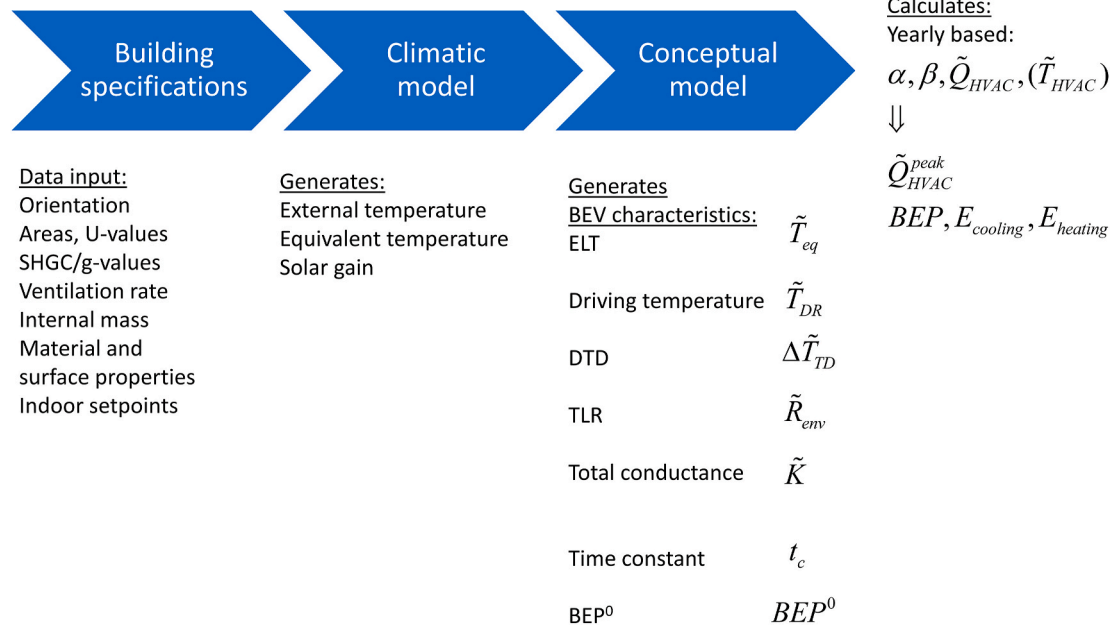 Building
specifications
Climatic
model
Conceptual
model
Data input:
Orientation
Areas, U-values
SHGC/g-values
Ventilation rate
Internal mass
Material and
surface properties
Indoor setpoints
Generates:
External temperature
Equivalent temperature
Solar gain
Generates
BEV characteristics:
ELT T̃_eq
Driving temperature T̃_DR
DTD ΔT̃_TD
TLR R̃_env
Total conductance K̃
Time constant t_c
BEP⁰ BEP⁰
Calculates:
Yearly based:
α, β, Q̃_HVAC, (T̃_HVAC)
⇓
Q̃_HVAC^peak
BEP, E_cooling, E_heating